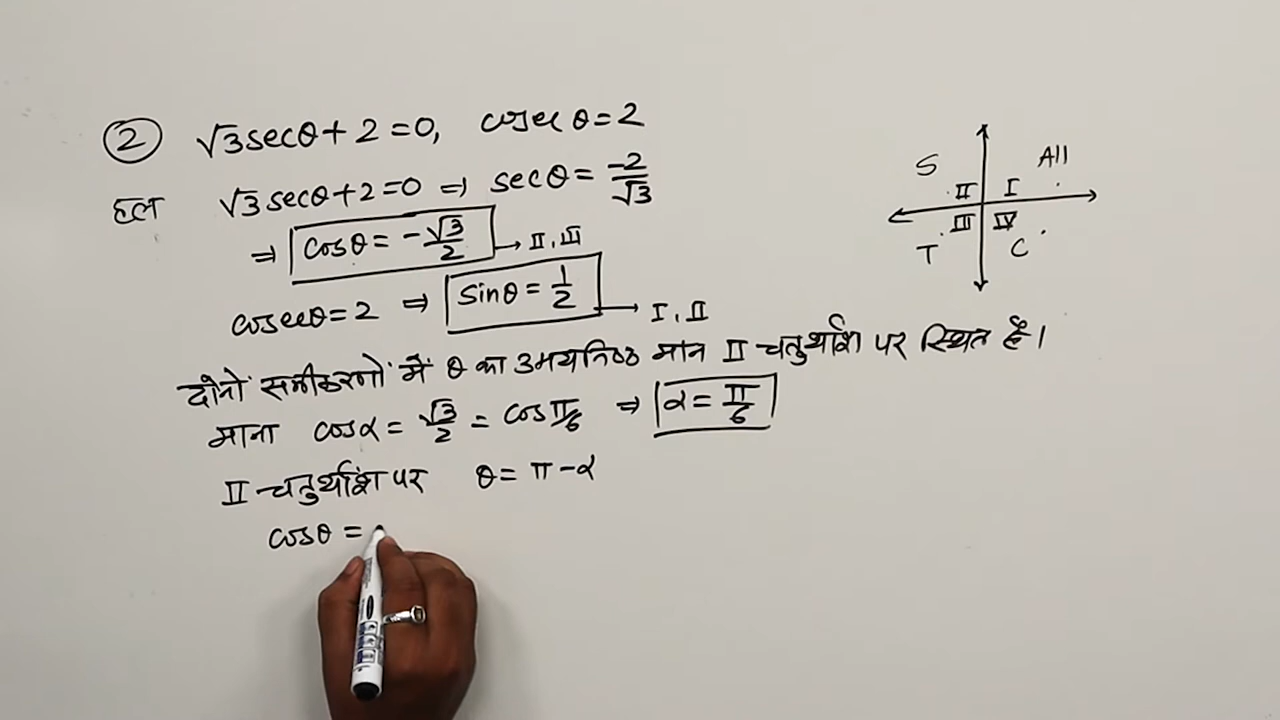 ② √3secθ + 2 = 0, cosec θ = 2
हल √3secθ + 2 = 0 ⇒ secθ = -2/√3
⇒ cosθ = -√3/2 → II, III
cosecθ = 2 ⇒ sinθ = 1/2 → I, II
दोनों समीकरणों में θ का उभयनिष्ठ मान II चतुर्थांश पर स्थित है।
माना cosα = √3/2 = cosπ/6 ⇒ α = π/6
II चतुर्थांश पर θ = π - α
cosθ =
S All
II I
III IV
T C